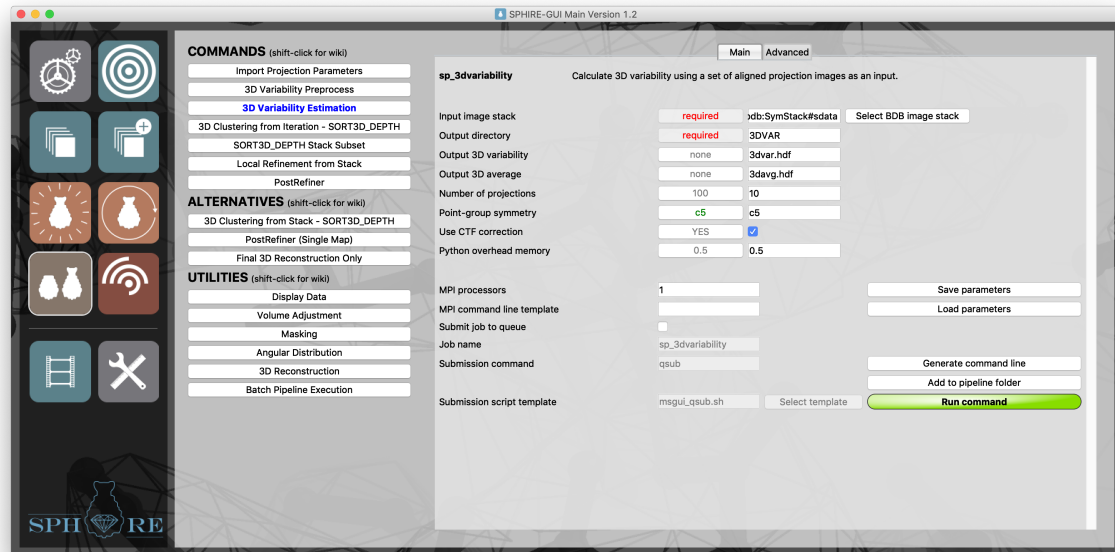 SPHIRE-GUI Main Version 1.2
COMMANDS (shift-click for wiki)
Import Projection Parameters
3D Variability Preprocess
3D Variability Estimation
3D Clustering from Iteration - SORT3D_DEPTH
SORT3D_DEPTH Stack Subset
Local Refinement from Stack
PostRefiner
ALTERNATIVES (shift-click for wiki)
3D Clustering from Stack - SORT3D_DEPTH
PostRefiner (Single Map)
Final 3D Reconstruction Only
UTILITIES (shift-click for wiki)
Display Data
Volume Adjustment
Masking
Angular Distribution
3D Reconstruction
Batch Pipeline Execution
SPHIRE
Main Advanced
sp_3dvariability Calculate 3D variability using a set of aligned projection images as an input.
Input image stack required db:SymStack#sdata Select BDB image stack
Output directory required 3DVAR
Output 3D variability none 3dvar.hdf
Output 3D average none 3davg.hdf
Number of projections 100 10
Point-group symmetry c5 c5
Use CTF correction YES
Python overhead memory 0.5 0.5
MPI processors 1 Save parameters
MPI command line template Load parameters
Submit job to queue
Job name sp_3dvariability
Submission command qsub Generate command line
Add to pipeline folder
Submission script template msgui_qsub.sh Select template Run command